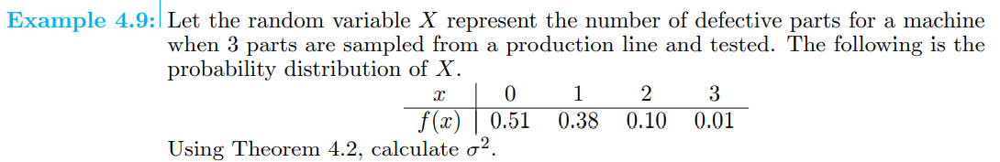 Example 4.9: Let the random variable X represent the number of defective parts for a machine
when 3 parts are sampled from a production line and tested. The following is the
probability distribution of X.
x 0 1 2 3
f(x) 0.51 0.38 0.10 0.01
Using Theorem 4.2, calculate σ².